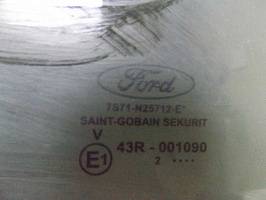 Ford
7S71-N25712-E*
SAINT-GOBAIN SEKURIT
V
E1 43R - 001090
2 ••••